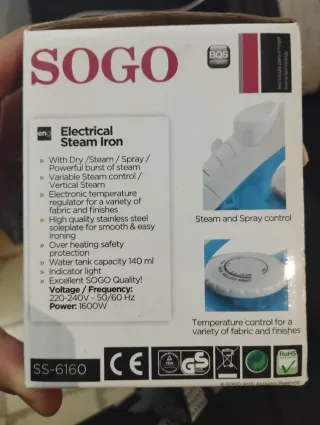 SOGO
BQS
eng
Electrical
Steam Iron
» With Dry /Steam / Spray /
Powerful burst of steam
» Variable Steam control /
Vertical Steam
» Electronic temperature
regulator for a variety of
fabric and finishes
» High quality stainless steel
soleplate for smooth & easy
ironing
» Over heating safety
protection
» Water tank capacity 140 ml
» Indicator light
» Excellent SOGO Quality!
Voltage / Frequency:
220-240V - 50/60 Hz
Power: 1600W
Steam and Spray control
Temperature control for a
variety of fabric and finishes
SS-6160
CE
GS
RoHS